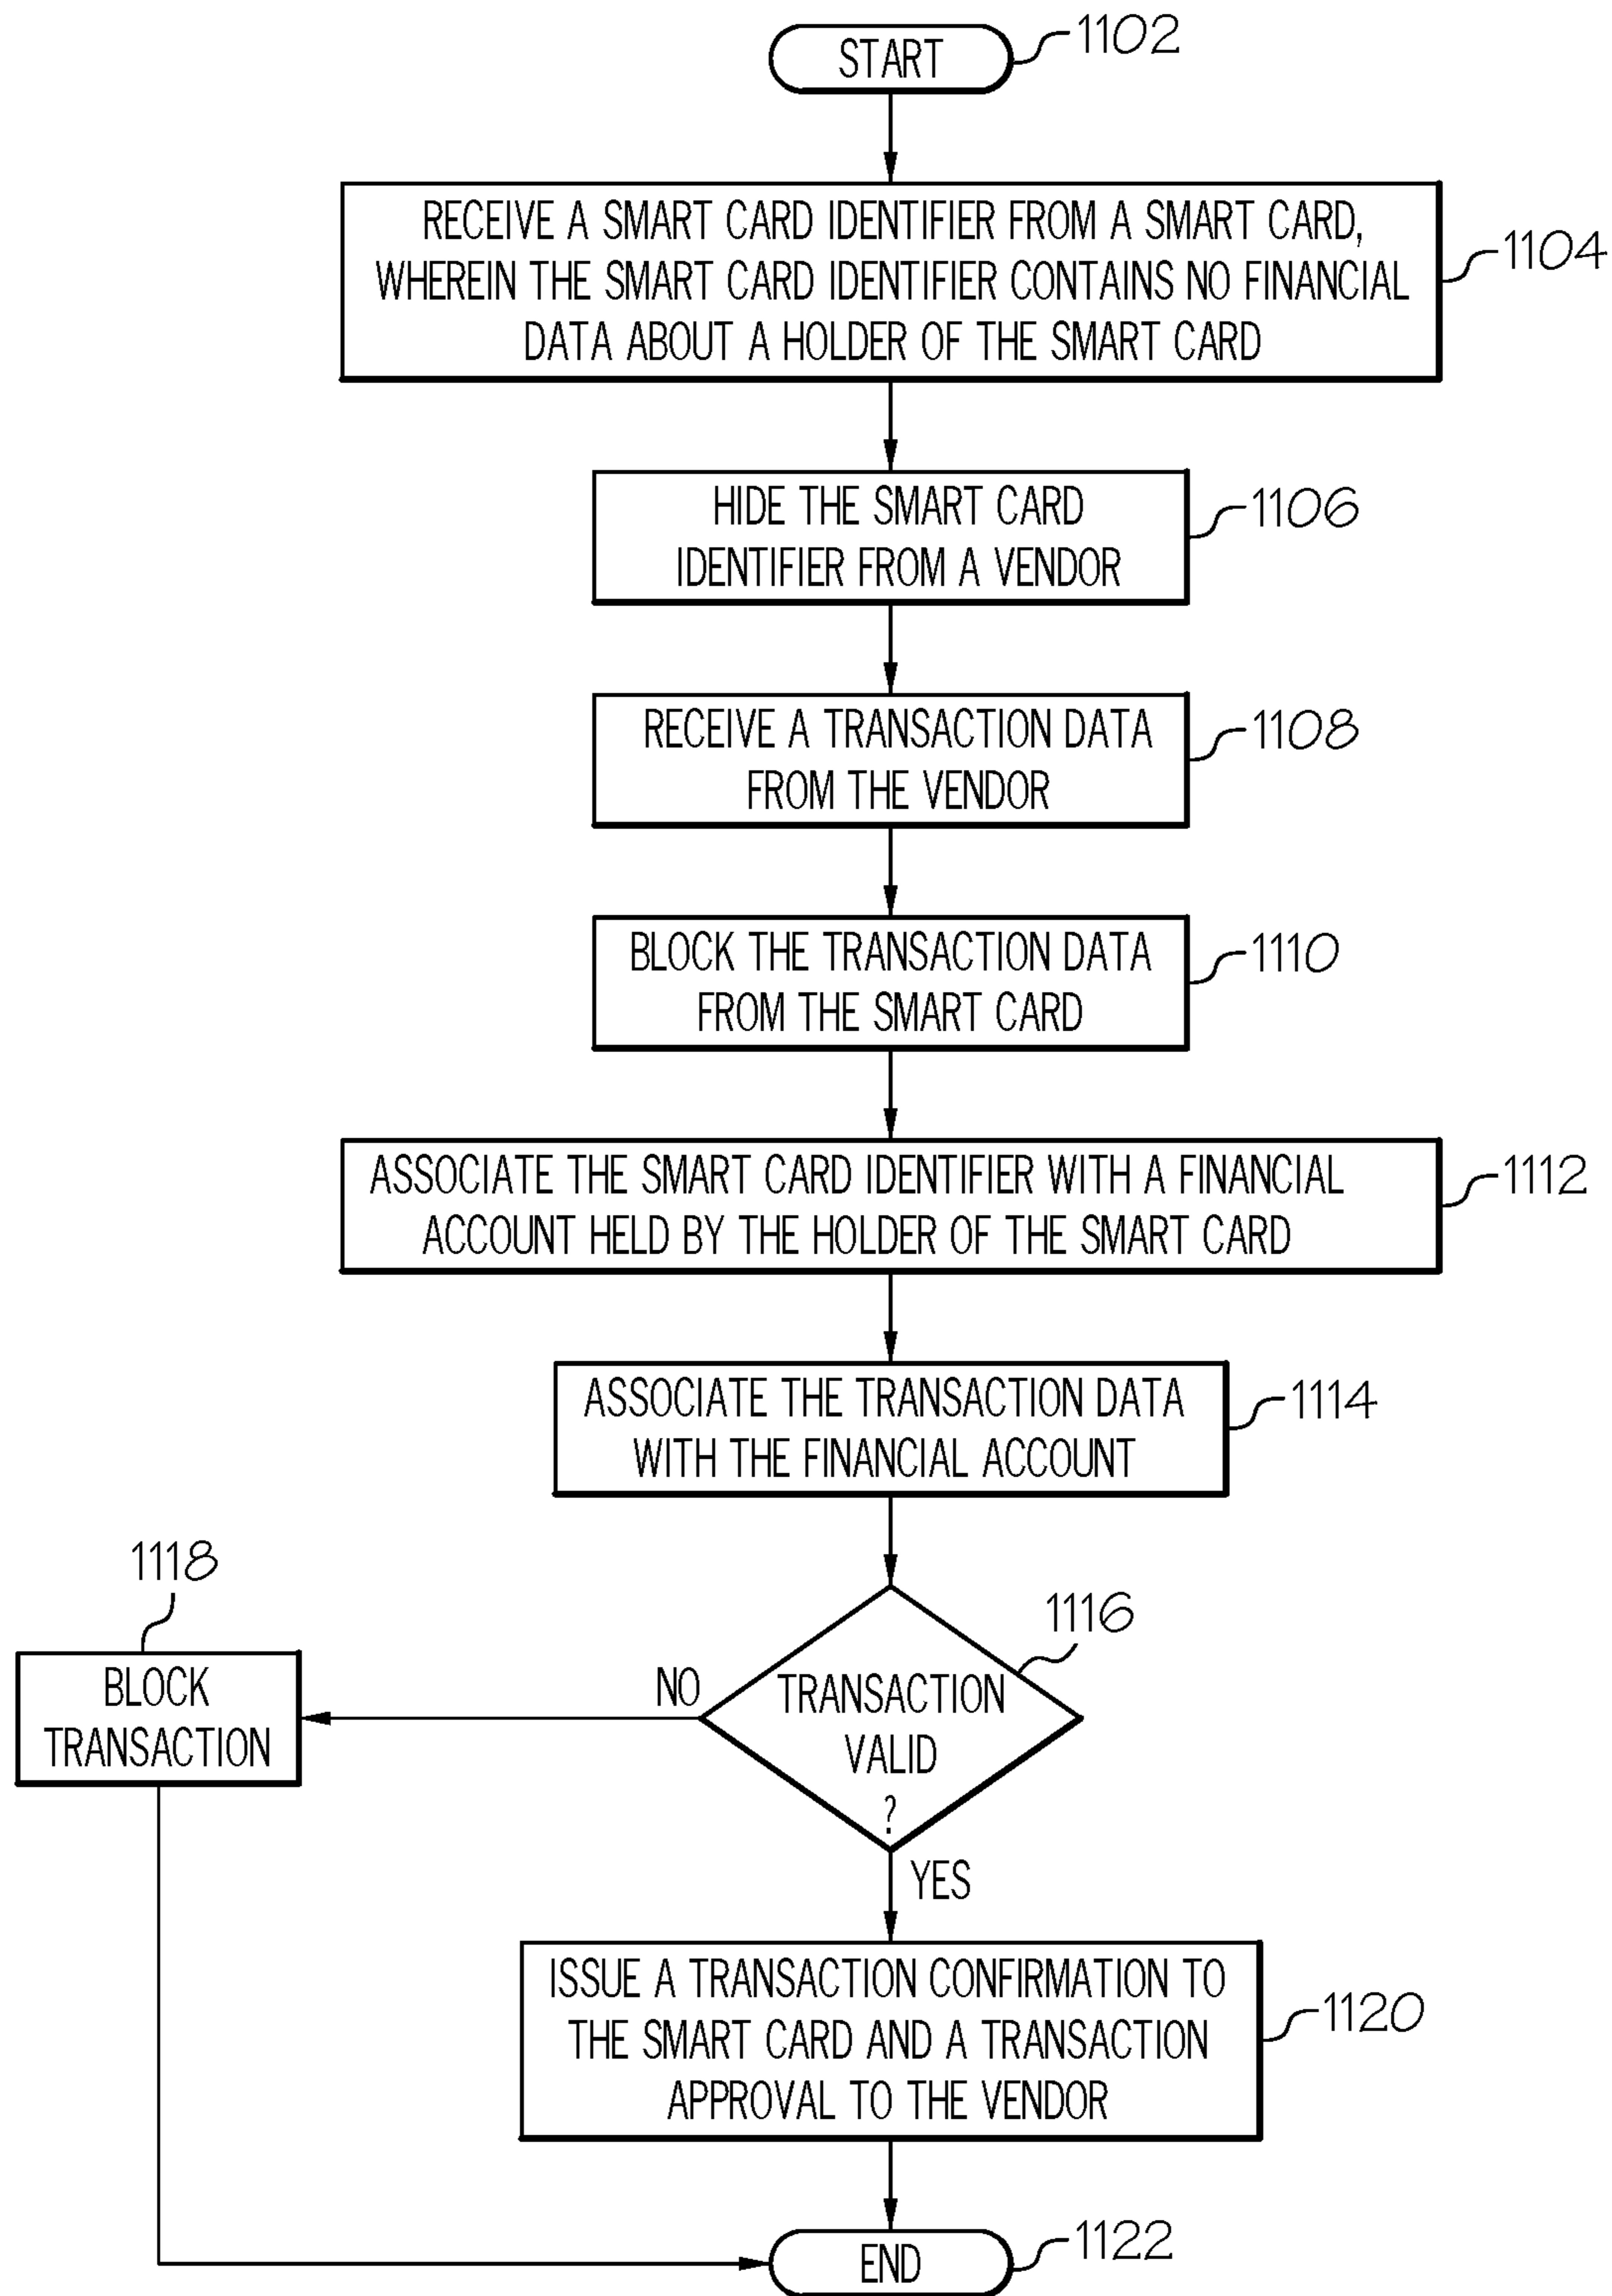 START
1102
RECEIVE A SMART CARD IDENTIFIER FROM A SMART CARD,
WHEREIN THE SMART CARD IDENTIFIER CONTAINS NO FINANCIAL
DATA ABOUT A HOLDER OF THE SMART CARD
1104
HIDE THE SMART CARD
IDENTIFIER FROM A VENDOR
1106
RECEIVE A TRANSACTION DATA
FROM THE VENDOR
1108
BLOCK THE TRANSACTION DATA
FROM THE SMART CARD
1110
ASSOCIATE THE SMART CARD IDENTIFIER WITH A FINANCIAL
ACCOUNT HELD BY THE HOLDER OF THE SMART CARD
1112
ASSOCIATE THE TRANSACTION DATA
WITH THE FINANCIAL ACCOUNT
1114
TRANSACTION
VALID
?
1116
NO
1118
BLOCK
TRANSACTION
YES
ISSUE A TRANSACTION CONFIRMATION TO
THE SMART CARD AND A TRANSACTION
APPROVAL TO THE VENDOR
1120
END
1122